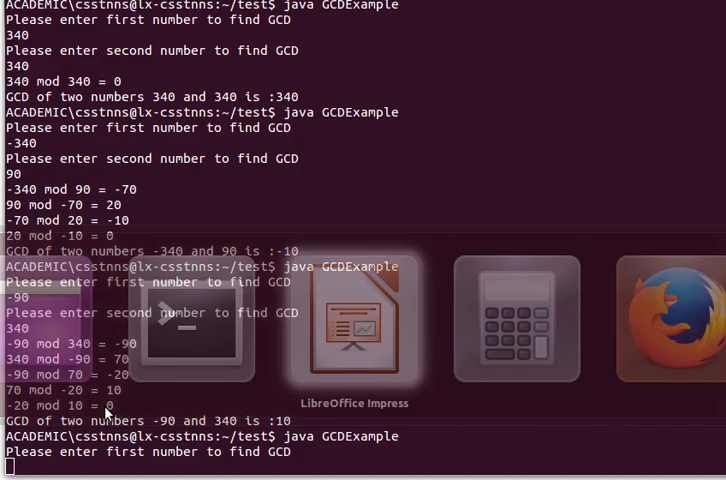 ACADEMIC\csstnns@lx-csstnns:~/test$ java GCDExample
Please enter first number to find GCD
340
Please enter second number to find GCD
340
340 mod 340 = 0
GCD of two numbers 340 and 340 is :340
ACADEMIC\csstnns@lx-csstnns:~/test$ java GCDExample
Please enter first number to find GCD
-340
Please enter second number to find GCD
90
-340 mod 90 = -70
90 mod -70 = 20
-70 mod 20 = -10
20 mod -10 = 0
GCD of two numbers -340 and 90 is :-10
ACADEMIC\csstnns@lx-csstnns:~/test$ java GCDExample
Please enter first number to find GCD
-90
Please enter second number to find GCD
340
-90 mod 340 = -90
340 mod -90 = 70
-90 mod 70 = -20
70 mod -20 = 10
-20 mod 10 = 0
LibreOffice Impress
GCD of two numbers -90 and 340 is :10
ACADEMIC\csstnns@lx-csstnns:~/test$ java GCDExample
Please enter first number to find GCD